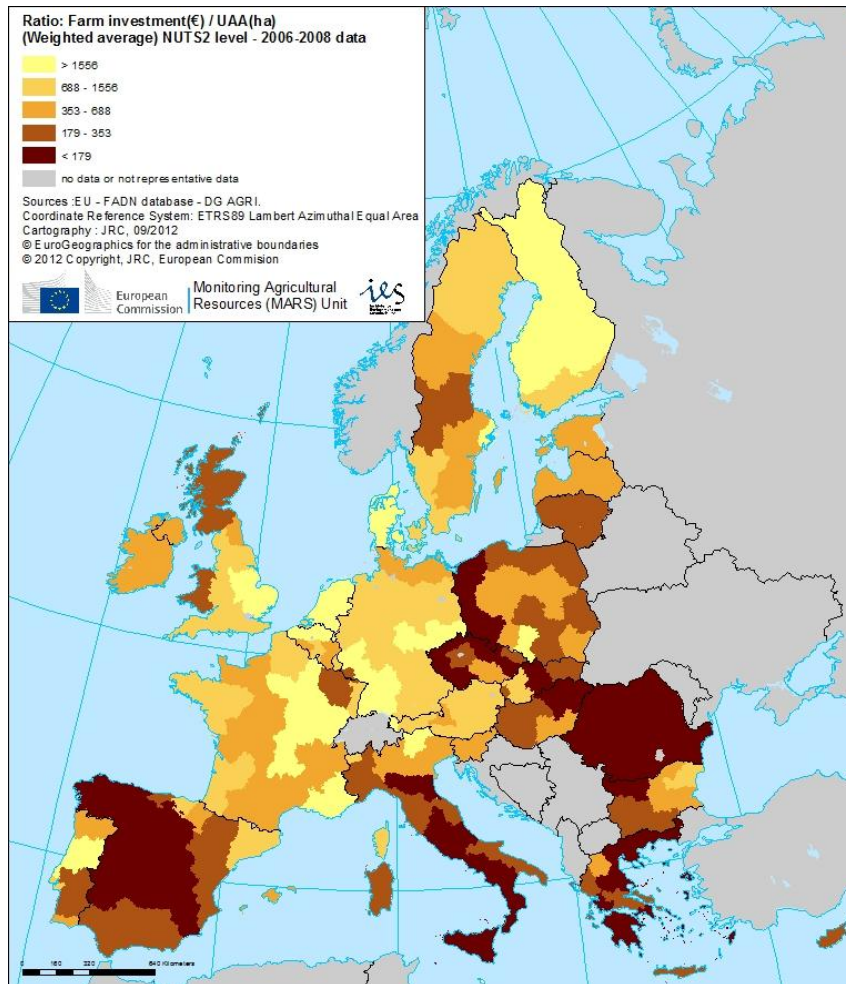 Ratio: Farm investment(€) / UAA(ha)
(Weighted average) NUTS2 level - 2006-2008 data
> 1556
688 - 1556
353 - 688
179 - 353
< 179
no data or not representative data
Sources :EU - FADN database - DG AGRI.
Coordinate Reference System: ETRS89 Lambert Azimuthal Equal Area
Cartography : JRC, 09/2012
© EuroGeographics for the administrative boundaries
© 2012 Copyright, JRC, European Commision
European
Commission
Monitoring Agricultural
Resources (MARS) Unit
ies
0 160 320 640 Kilometers